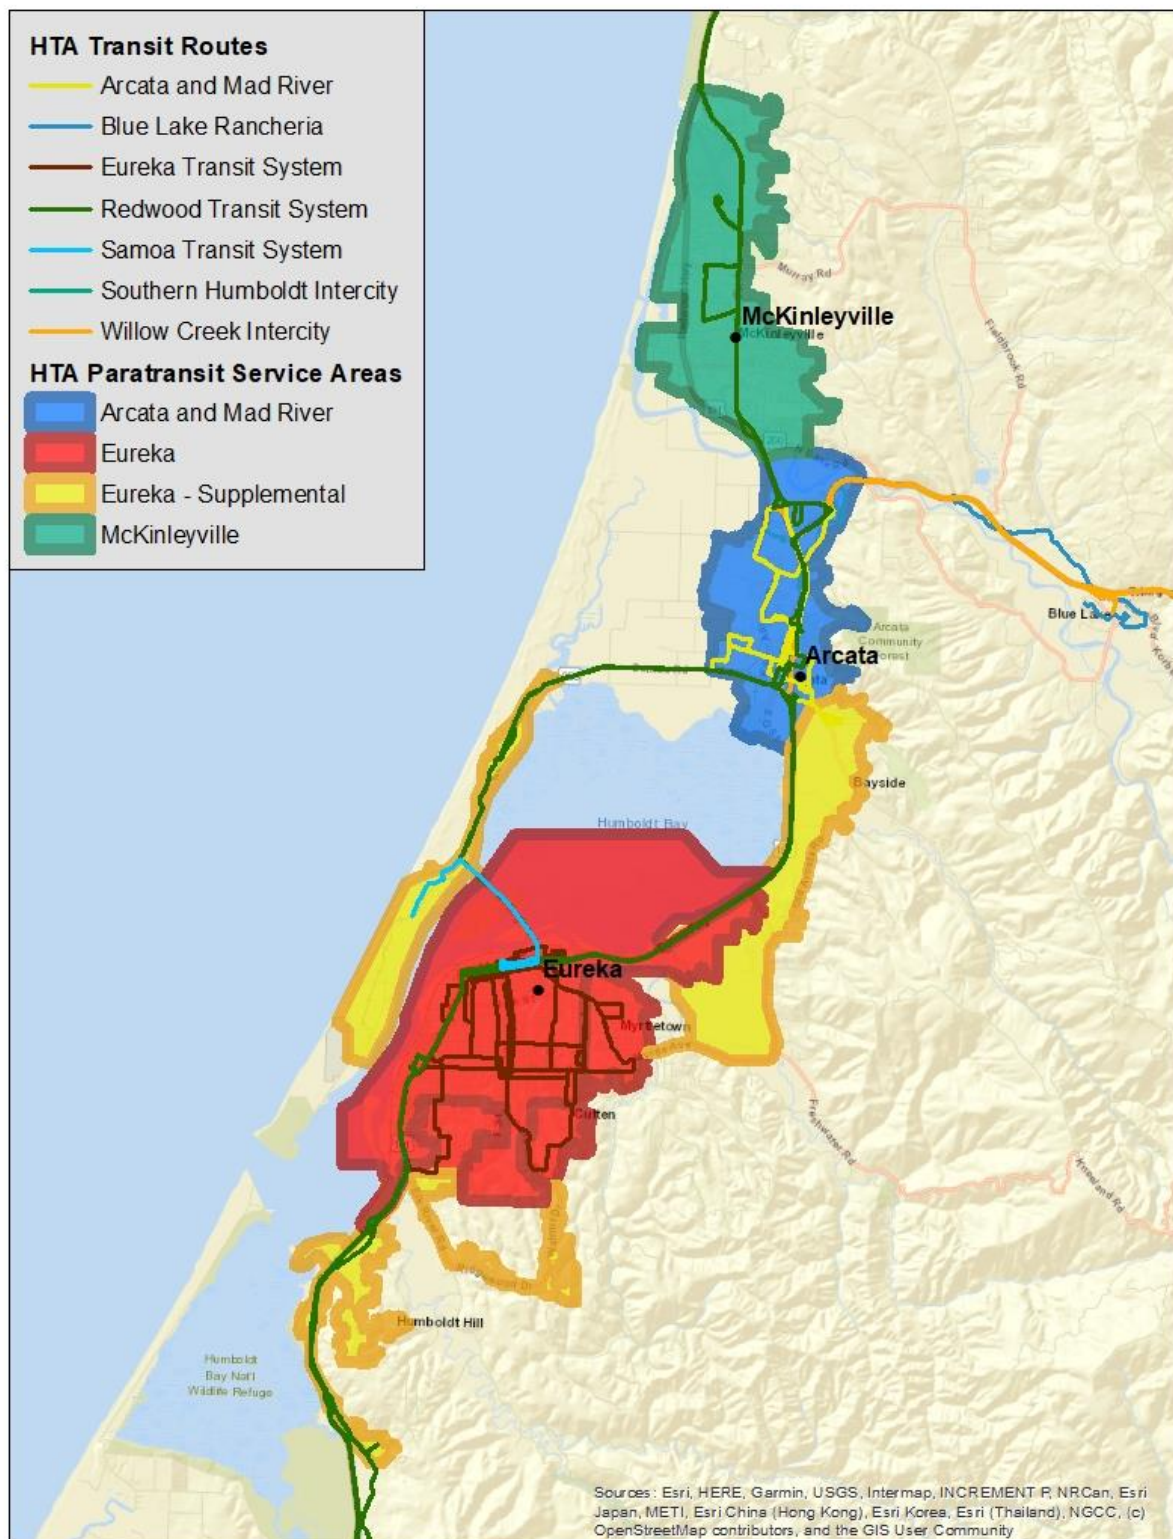 HTA Transit Routes
Arcata and Mad River
Blue Lake Rancheria
Eureka Transit System
Redwood Transit System
Samoa Transit System
Southern Humboldt Intercity
Willow Creek Intercity
HTA Paratransit Service Areas
Arcata and Mad River
Eureka
Eureka - Supplemental
McKinleyville
Murray Rd
McKinleyville
McKinleyville
Fieldbrook Rd
Blue Lake
Arcata
Community
Forest
Arcata
Bayside
Humboldt Bay
Eureka
Myrtletown
Cutten
Freshwater Rd
Kneeland Rd
Humboldt Hill
Humboldt
Bay Nat'l
Wildlife Refuge
Sources: Esri, HERE, Garmin, USGS, Intermap, INCREMENT P, NRCan, Esri
Japan, METI, Esri China (Hong Kong), Esri Korea, Esri (Thailand), NGCC, (c)
OpenStreetMap contributors, and the GIS User Community